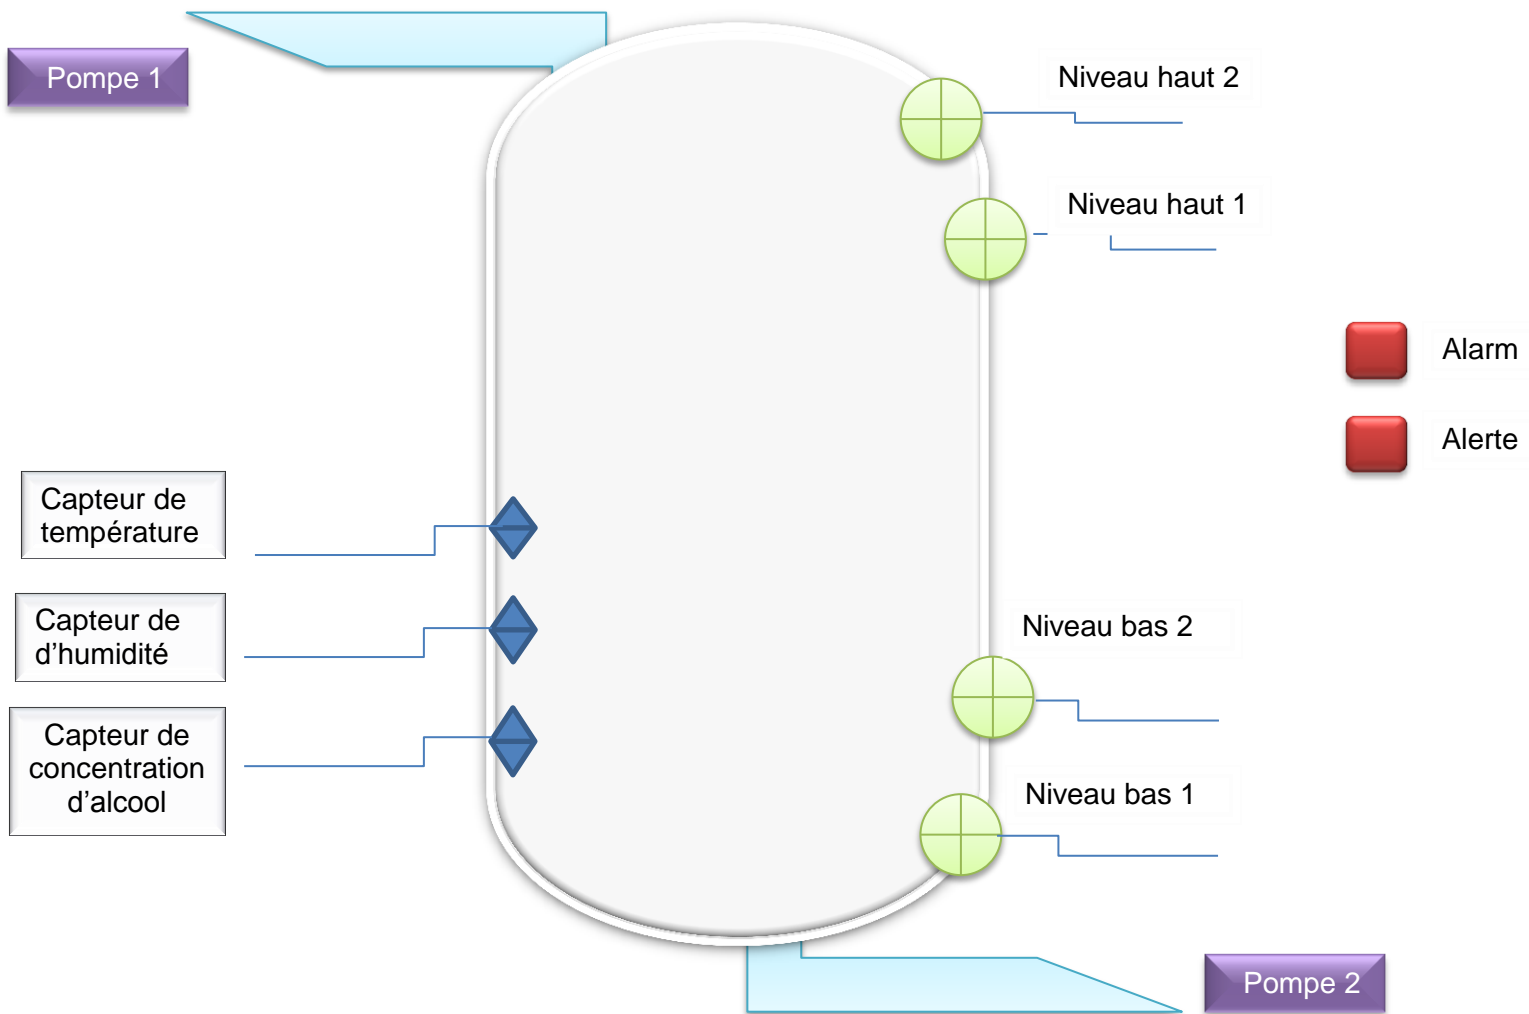 Pompe 1
Niveau haut 2
Niveau haut 1
Alarm
Alerte
Capteur de
température
Capteur de
d’humidité
Capteur de
concentration
d’alcool
Niveau bas 2
Niveau bas 1
Pompe 2